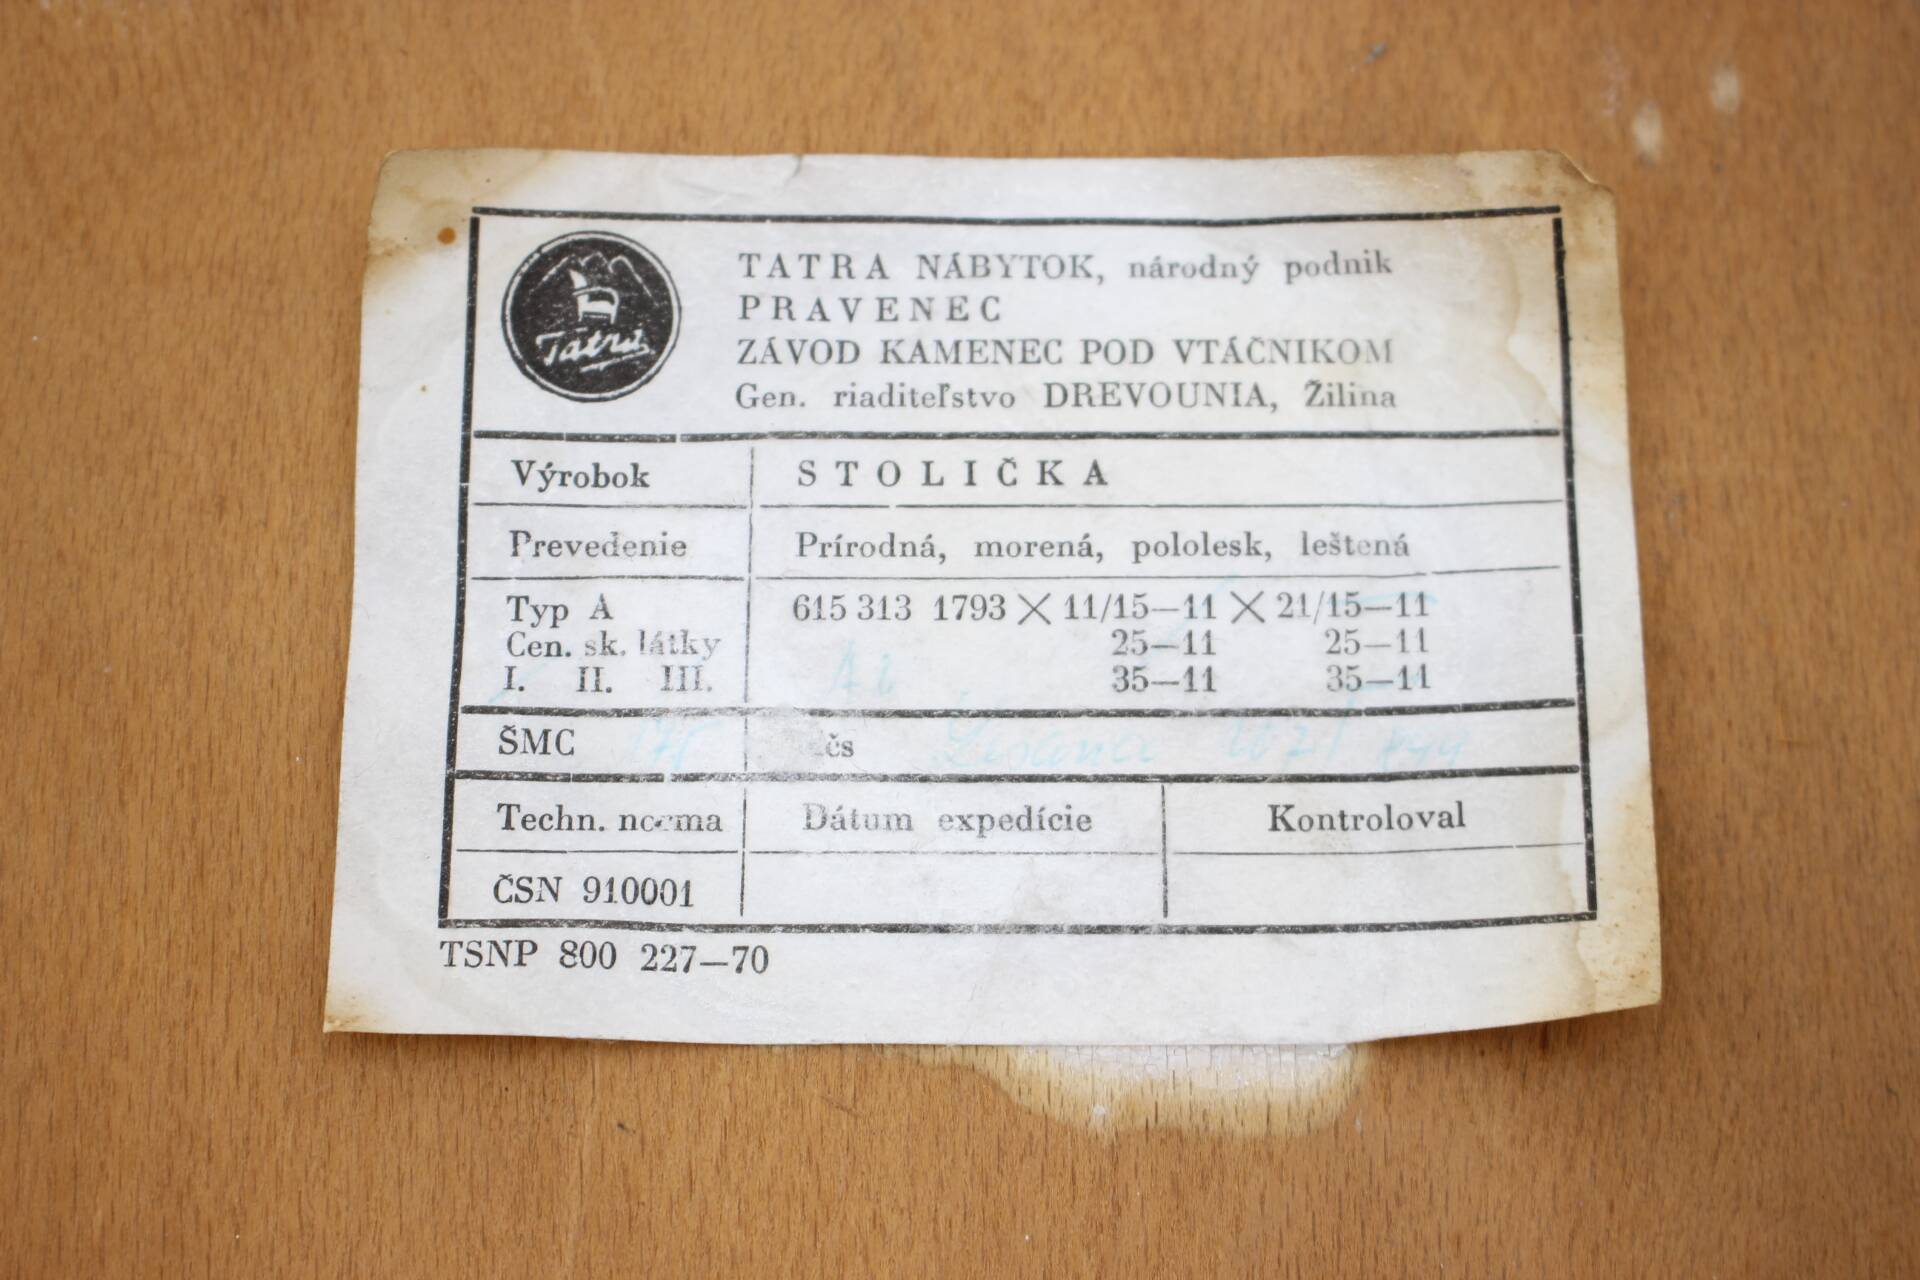 Tatra
TATRA NÁBYTOK, národný podnik
PRAVENEC
ZÁVOD KAMENEC POD VTÁČNIKOM
Gen. riaditeľstvo DREVOUNIA, Žilina
Výrobok STOLIČKA
Prevedenie Prírodná, morená, pololesk, leštená
Typ A 615 313 1793 X 11/15—11 X 21/15—11
Cen. sk. látky 25—11 25—11
I. II. III. 35—11 35—11
ŠMC Kčs
Techn. norma Dátum expedície Kontroloval
ČSN 910001
TSNP 800 227—70